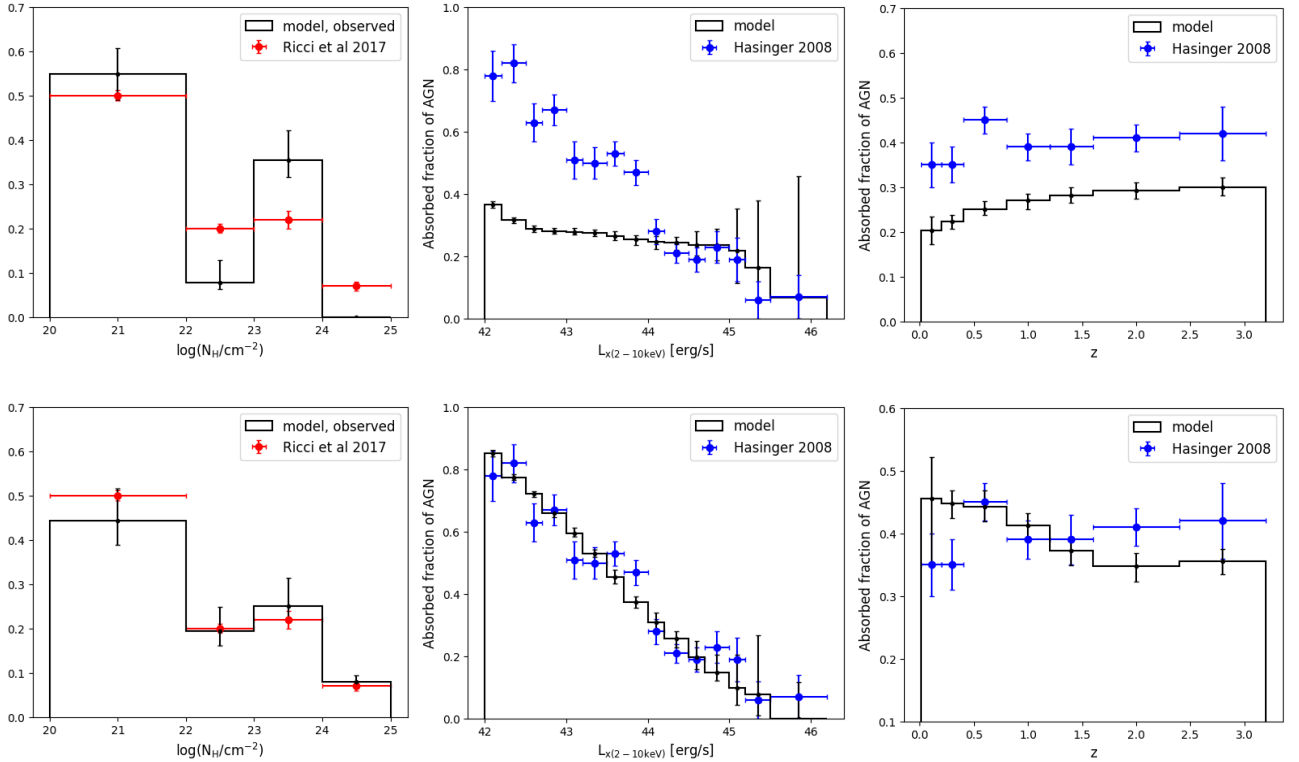 0.7
0.6
0.5
0.4
0.3
0.2
0.1
0.0
20 21 22 23 24 25
log(N_H/cm^{-2})
model, observed
Ricci et al 2017
Absorbed fraction of AGN
1.0
0.8
0.6
0.4
0.2
0.0
42 43 44 45 46
L_{x(2-10keV)} [erg/s]
model
Hasinger 2008
Absorbed fraction of AGN
0.7
0.6
0.5
0.4
0.3
0.2
0.1
0.0
0.0 0.5 1.0 1.5 2.0 2.5 3.0
z
model
Hasinger 2008
0.7
0.6
0.5
0.4
0.3
0.2
0.1
0.0
20 21 22 23 24 25
log(N_H/cm^{-2})
model, observed
Ricci et al 2017
Absorbed fraction of AGN
1.0
0.8
0.6
0.4
0.2
0.0
42 43 44 45 46
L_{x(2-10keV)} [erg/s]
model
Hasinger 2008
Absorbed fraction of AGN
0.6
0.5
0.4
0.3
0.2
0.1
0.0 0.5 1.0 1.5 2.0 2.5 3.0
z
model
Hasinger 2008